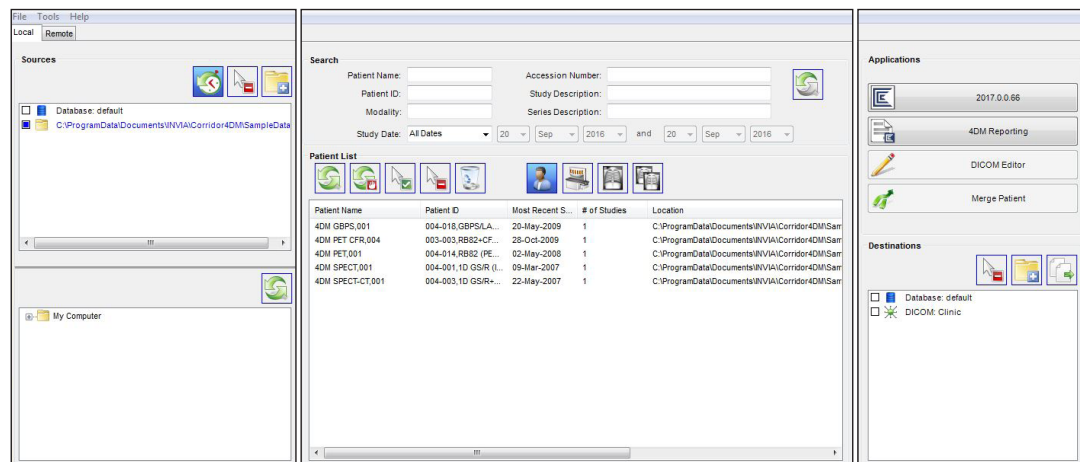 File Tools Help
Local Remote
Sources
Database: default
C:\ProgramData\Documents\INVIA\Corridor4DM\SampleData
My Computer
Search
Patient Name: Accession Number:
Patient ID: Study Description:
Modality: Series Description:
Study Date: All Dates 20 Sep 2016 and 20 Sep 2016
Patient List
Patient Name Patient ID Most Recent S... # of Studies Location
4DM GBPS,001 004-018,GBPS/LA... 20-May-2009 1 C:\ProgramData\Documents\INVIA\Corridor4DM\Sam
4DM PET CFR,004 003-003,RB82+CF... 28-Oct-2009 1 C:\ProgramData\Documents\INVIA\Corridor4DM\Sam
4DM PET,001 004-014,RB82 (PE... 02-May-2008 1 C:\ProgramData\Documents\INVIA\Corridor4DM\Sam
4DM SPECT,001 004-001,1D GS/R (I... 09-Mar-2007 1 C:\ProgramData\Documents\INVIA\Corridor4DM\Sam
4DM SPECT-CT,001 004-003,1D GS/R+... 22-May-2007 1 C:\ProgramData\Documents\INVIA\Corridor4DM\Sam
Applications
2017.0.0.66
4DM Reporting
DICOM Editor
Merge Patient
Destinations
Database: default
DICOM: Clinic